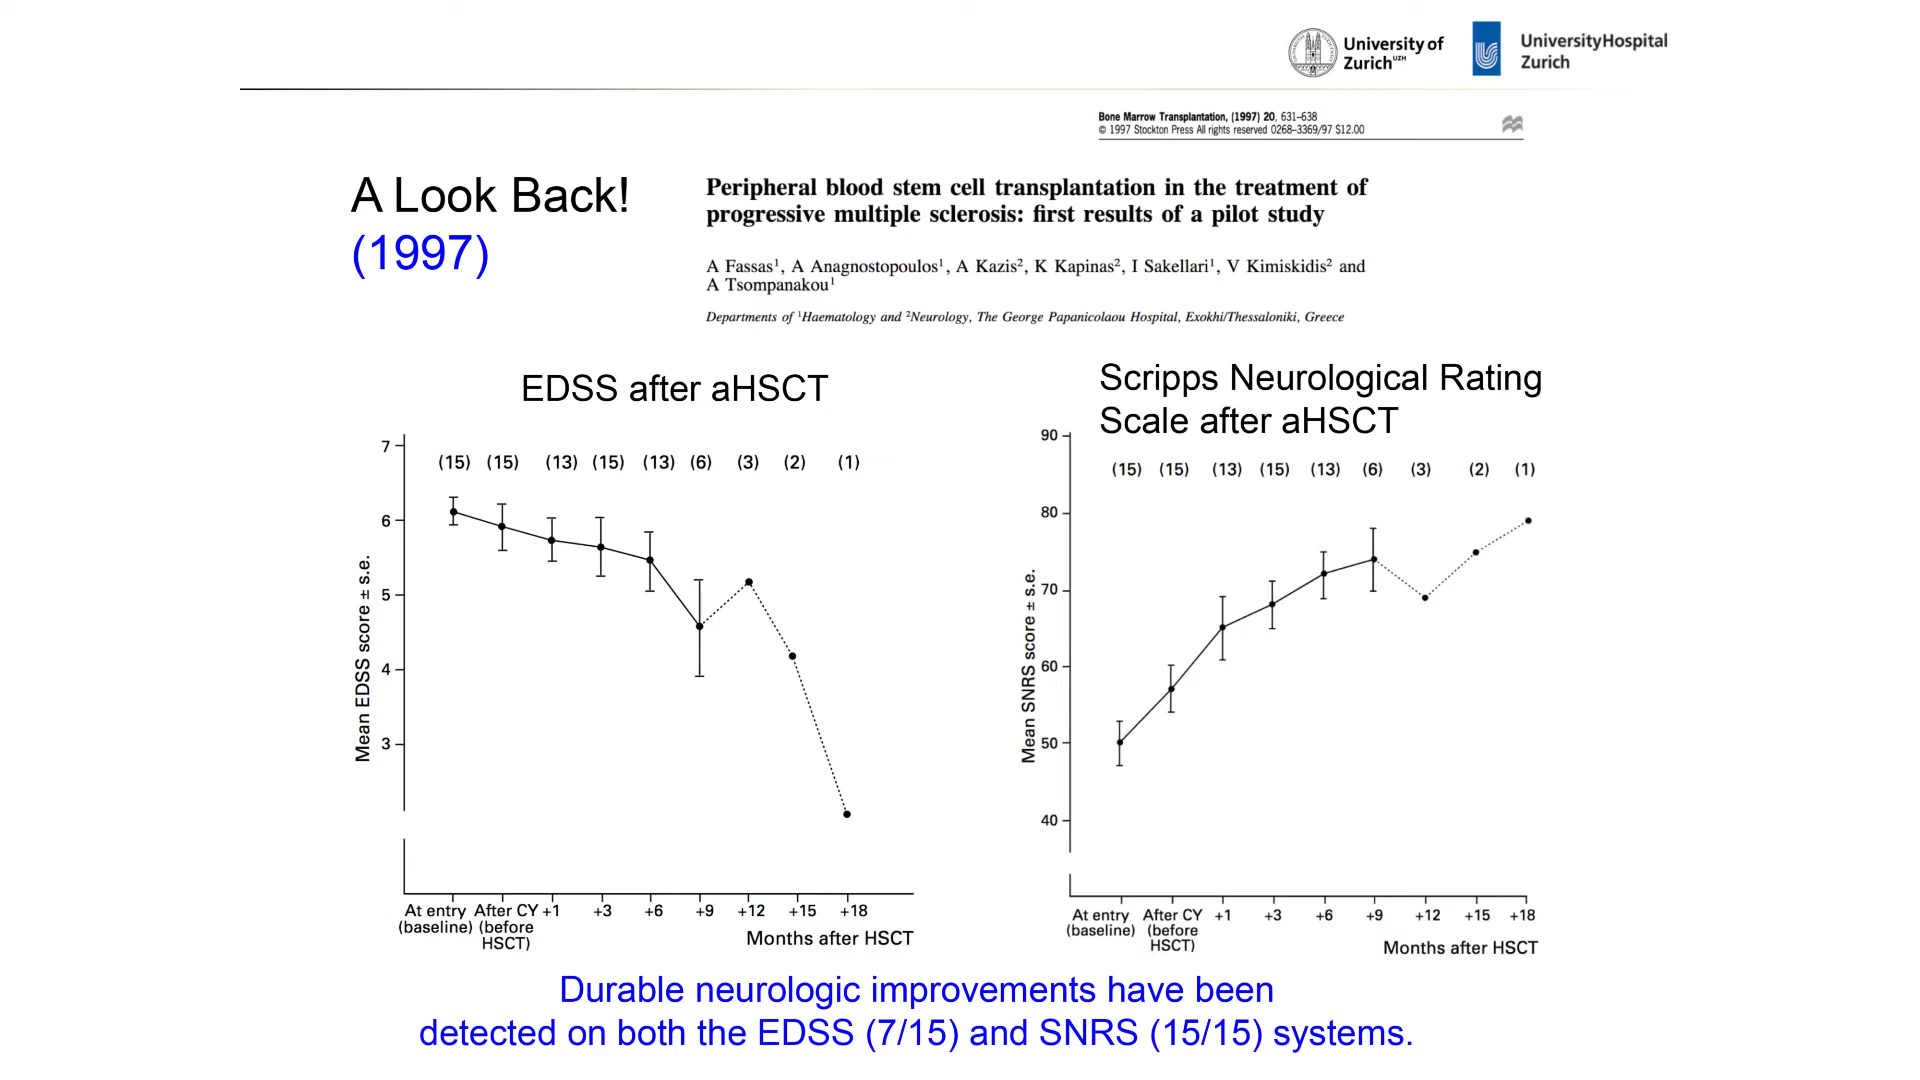 University of
Zurich UZH
UniversityHospital
Zurich
Bone Marrow Transplantation, (1997) 20, 631–638
© 1997 Stockton Press All rights reserved 0268–3369/97 $12.00
A Look Back!
(1997)
Peripheral blood stem cell transplantation in the treatment of
progressive multiple sclerosis: first results of a pilot study
A Fassas¹, A Anagnostopoulos¹, A Kazis², K Kapinas², I Sakellari¹, V Kimiskidis² and
A Tsompanakou¹
Departments of ¹Haematology and ²Neurology, The George Papanicolaou Hospital, Exokhi/Thessaloniki, Greece
EDSS after aHSCT
7
6
5
4
3
Mean EDSS score ± s.e.
(15) (15) (13) (15) (13) (6) (3) (2) (1)
At entry After CY +1 +3 +6 +9 +12 +15 +18
(baseline) (before
HSCT)
Months after HSCT
Scripps Neurological Rating
Scale after aHSCT
90
80
70
60
50
40
Mean SNRS score ± s.e.
(15) (15) (13) (15) (13) (6) (3) (2) (1)
At entry After CY +1 +3 +6 +9 +12 +15 +18
(baseline) (before
HSCT)
Months after HSCT
Durable neurologic improvements have been
detected on both the EDSS (7/15) and SNRS (15/15) systems.